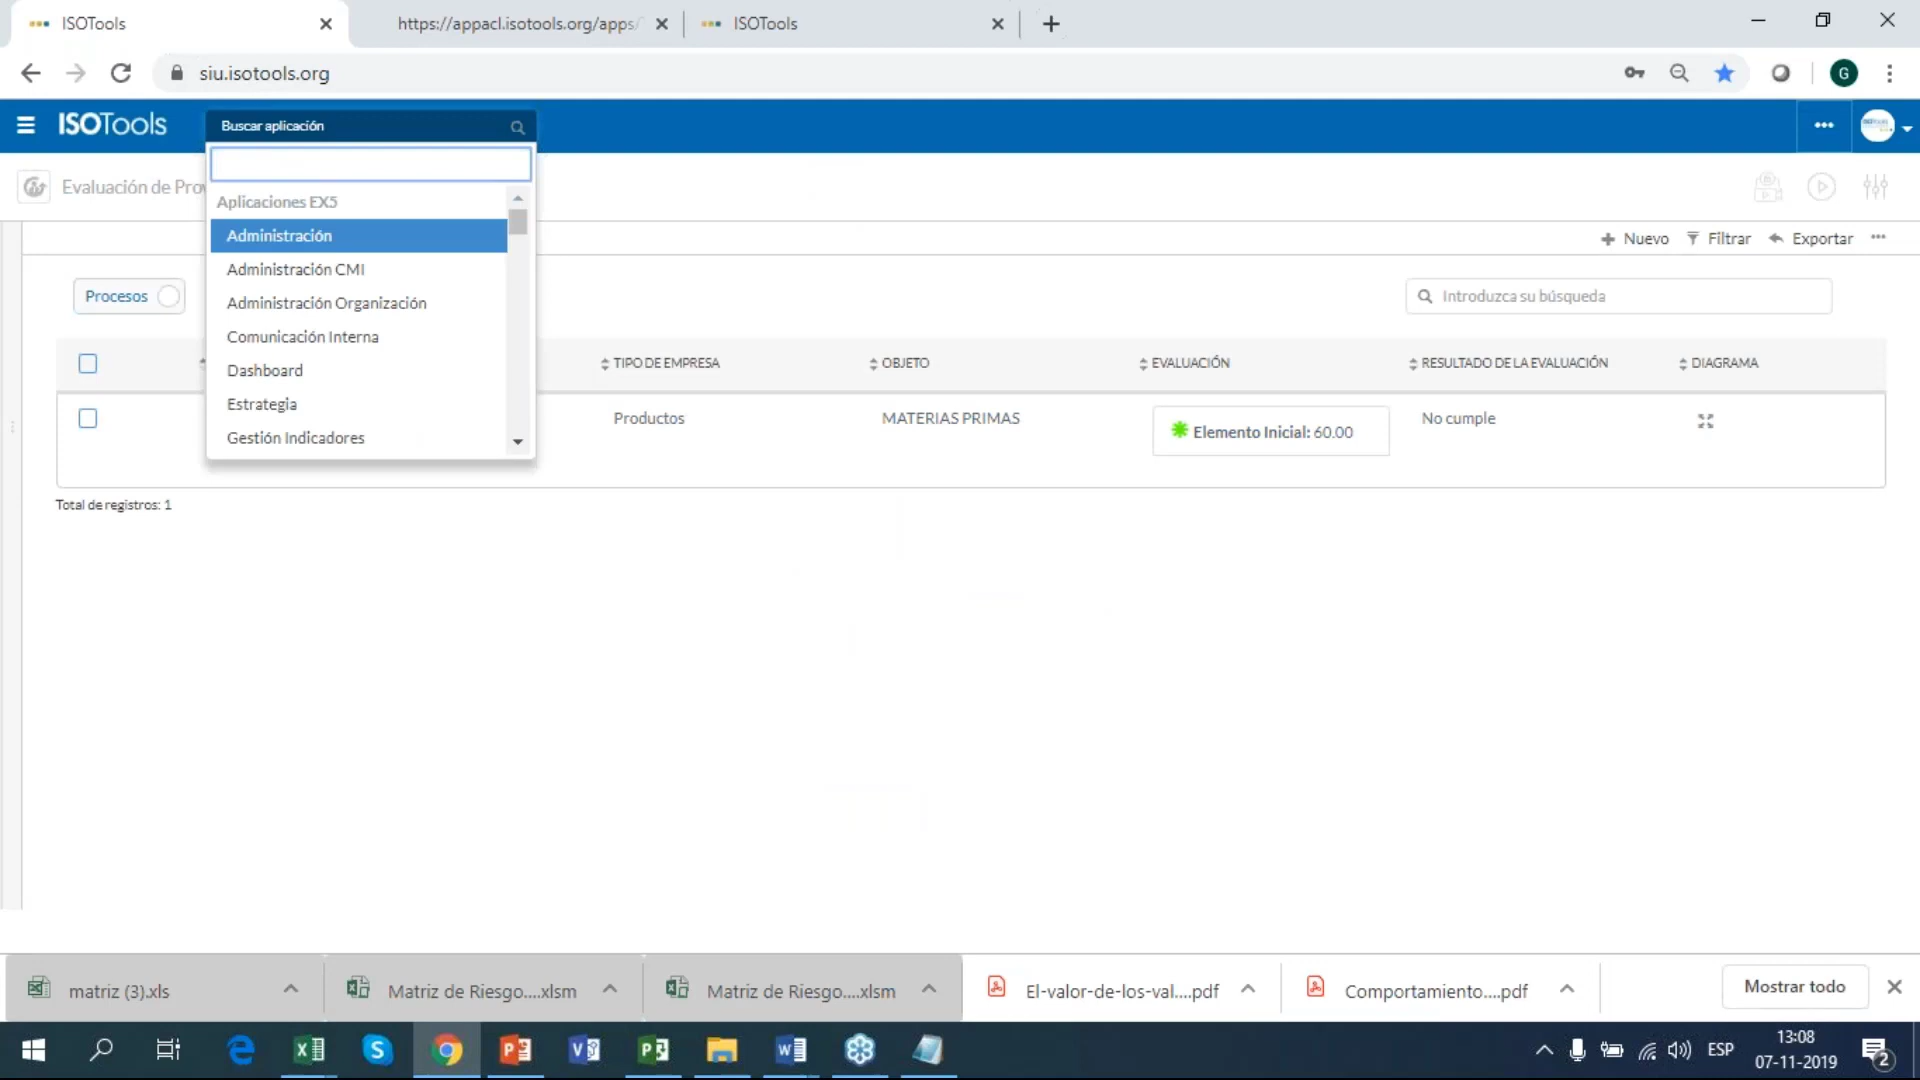 ISOTools
https://appacl.isotools.org/apps/
ISOTools
siu.isotools.org
G
ISOTools
Buscar aplicación
Evaluación de Prov
Aplicaciones EX5
Administración
Administración CMI
Administración Organización
Comunicación Interna
Dashboard
Estrategia
Gestión Indicadores
Nuevo
Filtrar
Exportar
Procesos
Introduzca su búsqueda
TIPO DE EMPRESA
OBJETO
EVALUACIÓN
RESULTADO DE LA EVALUACIÓN
DIAGRAMA
Productos
MATERIAS PRIMAS
Elemento Inicial: 60.00
No cumple
Total de registros: 1
matriz (3).xls
Matriz de Riesgo....xlsm
Matriz de Riesgo....xlsm
El-valor-de-los-val....pdf
Comportamiento....pdf
Mostrar todo
ESP
13:08
07-11-2019
2